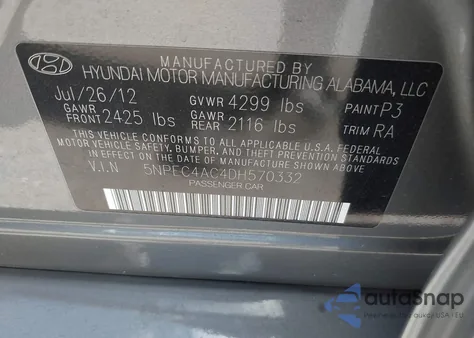 MANUFACTURED BY
HYUNDAI MOTOR MANUFACTURING ALABAMA, LLC
Jul/26/12 GVWR 4299 lbs PAINT P3
GAWR FRONT 2425 lbs GAWR REAR 2116 lbs TRIM RA
THIS VEHICLE CONFORMS TO ALL APPLICABLE U.S.A FEDERAL
MOTOR VEHICLE SAFETY, BUMPER, AND THEFT PREVENTION STANDARDS
IN EFFECT ON THE DATE OF MANUFACTURE SHOWN ABOVE.
V.I.N 5NPEC4AC4DH570332
PASSENGER CAR
autoSnap